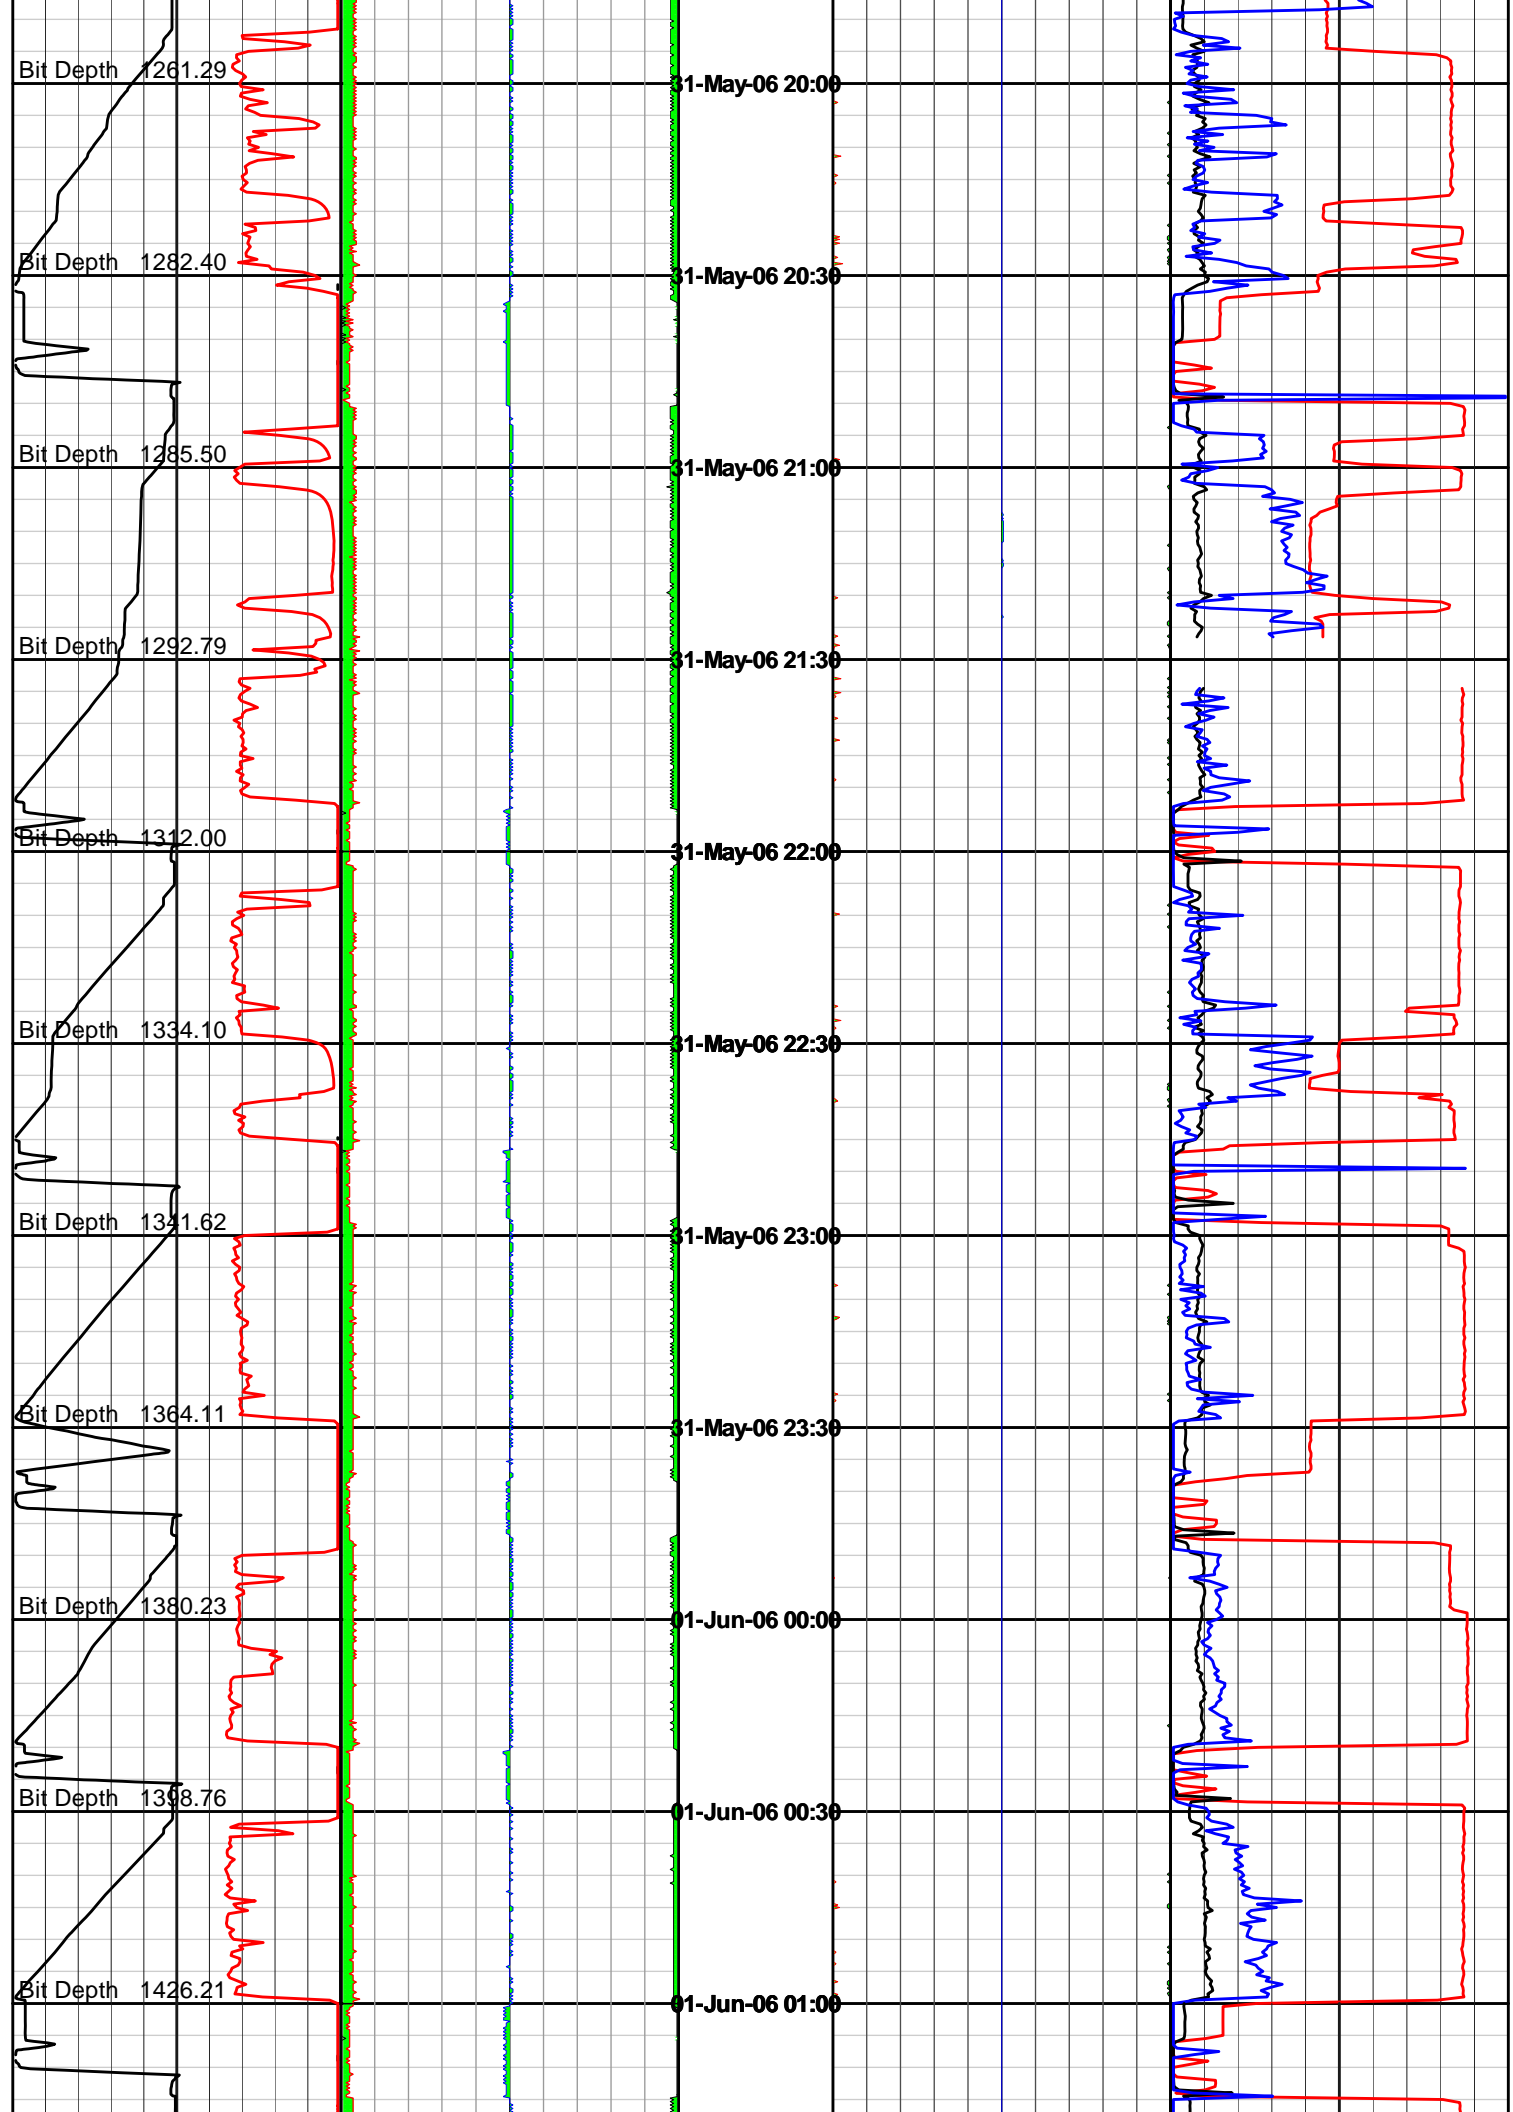 Bit Depth 1261.29
31-May-06 20:00
Bit Depth 1282.40
31-May-06 20:30
Bit Depth 1285.50
31-May-06 21:00
Bit Depth 1292.79
31-May-06 21:30
Bit Depth 1312.00
31-May-06 22:00
Bit Depth 1334.10
31-May-06 22:30
Bit Depth 1341.62
31-May-06 23:00
Bit Depth 1364.11
31-May-06 23:30
Bit Depth 1380.23
01-Jun-06 00:00
Bit Depth 1398.76
01-Jun-06 00:30
Bit Depth 1426.21
01-Jun-06 01:00